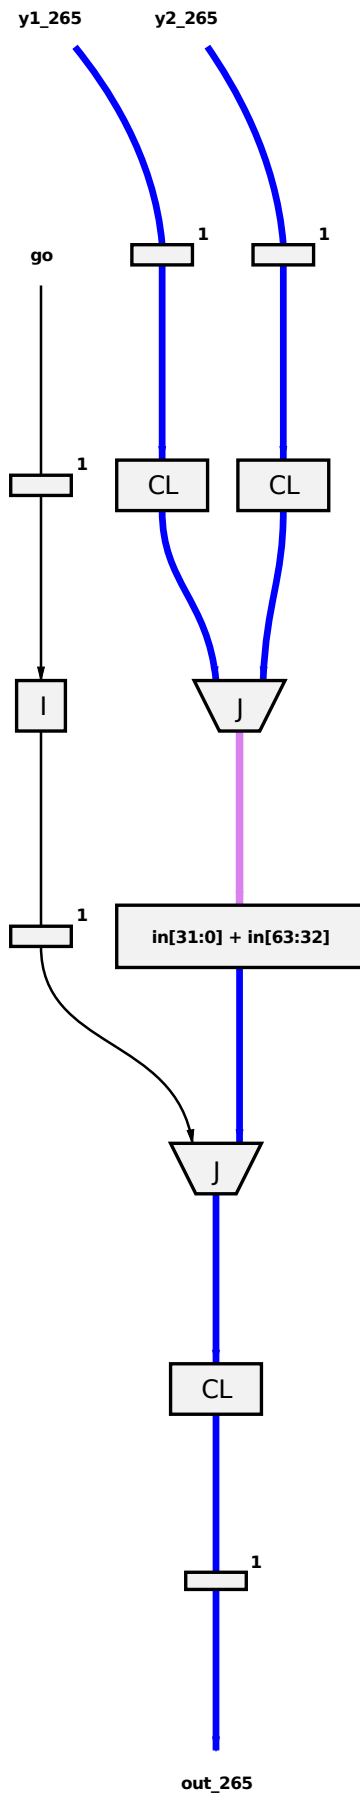 y1_265 y2_265
1 1
go
1
CL CL
I J
1
in[31:0] + in[63:32]
J
CL
1
out_265